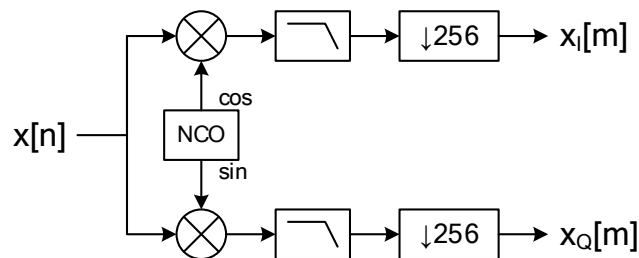 ↓256 x_I[m]
cos
x[n] NCO
sin
↓256 x_Q[m]